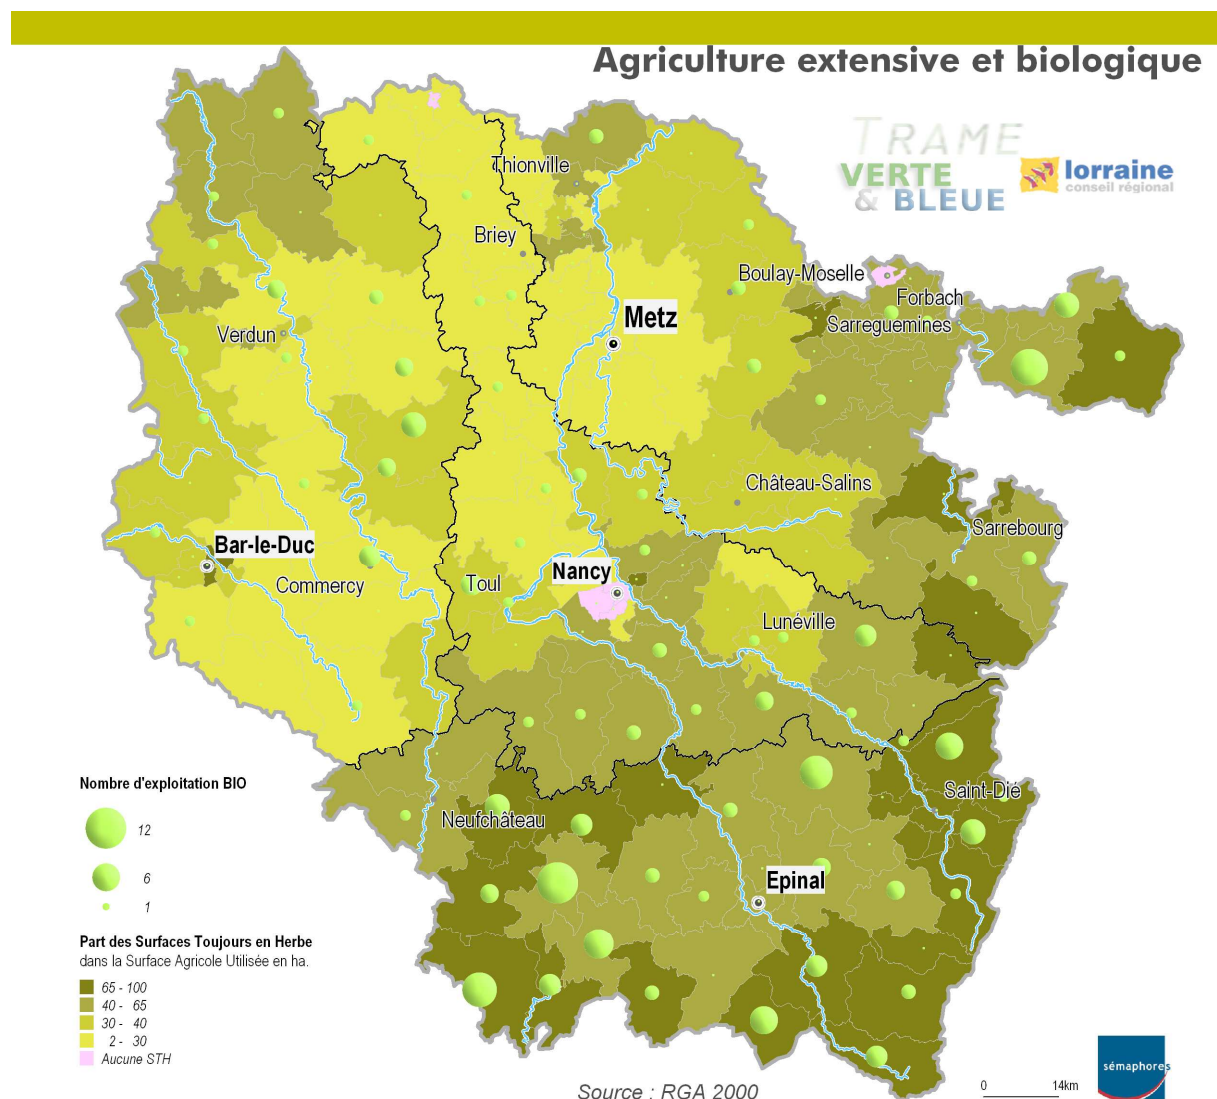 Agriculture extensive et biologique
TRAME
VERTE
& BLEUE
lorraine
conseil régional
Thionville
Briey
Boulay-Moselle
Forbach
Metz
Sarreguemines
Verdun
Château-Salins
Sarrebourg
Bar-le-Duc
Nancy
Commercy
Toul
Lunéville
Nombre d'exploitation BIO
12
6
1
Saint-Dié
Neufchâteau
Epinal
Part des Surfaces Toujours en Herbe
dans la Surface Agricole Utilisée en ha.
65 - 100
40 - 65
30 - 40
2 - 30
Aucune STH
sémaphores
0 14km
Source : RGA 2000